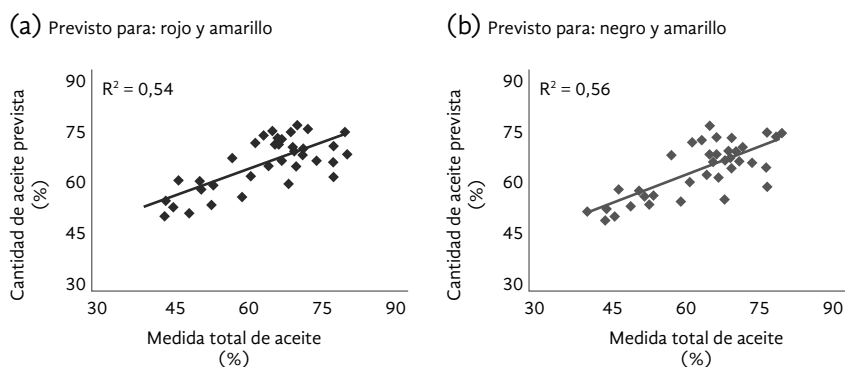 (a) Previsto para: rojo y amarillo
R² = 0,54
90
75
60
45
30
Cantidad de aceite prevista
(%)
30 45 60 75 90
Medida total de aceite
(%)
(b) Previsto para: negro y amarillo
R² = 0,56
90
75
60
45
30
Cantidad de aceite prevista
(%)
30 45 60 75 90
Medida total de aceite
(%)